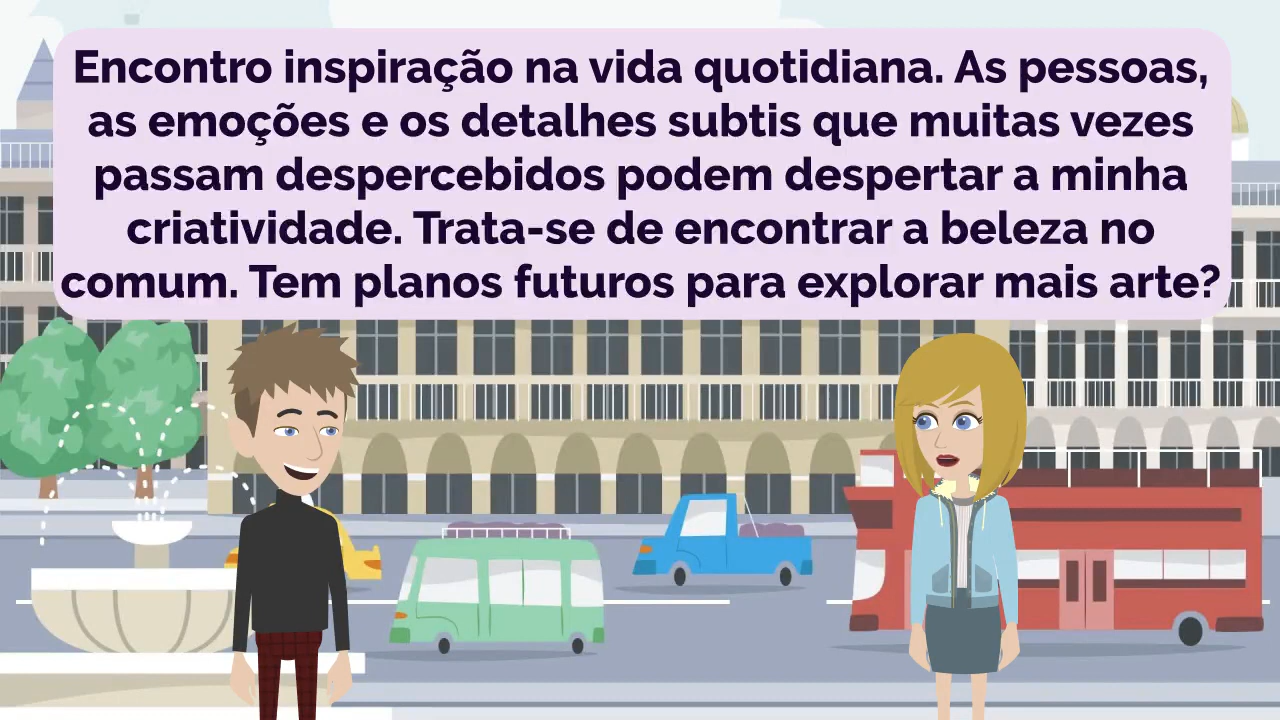 Encontro inspiração na vida quotidiana. As pessoas,
as emoções e os detalhes subtis que muitas vezes
passam despercebidos podem despertar a minha
criatividade. Trata-se de encontrar a beleza no
comum. Tem planos futuros para explorar mais arte?